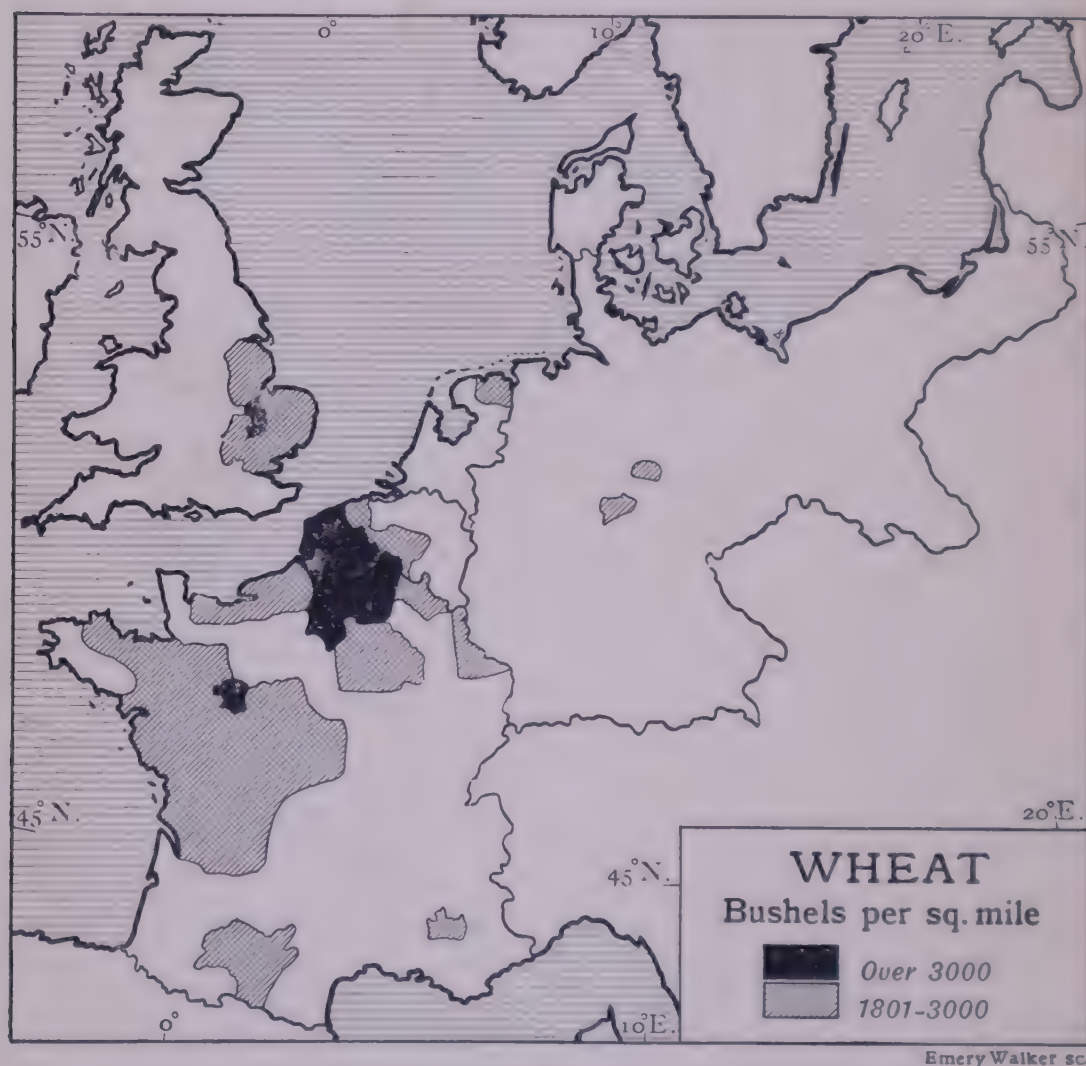 0°
10°
20° E.
55° N.
55° N
45° N.
20° E.
45° N.
WHEAT
Bushels per sq. mile
Over 3000
1801-3000
0°
10° E.
Emery Walker sc.